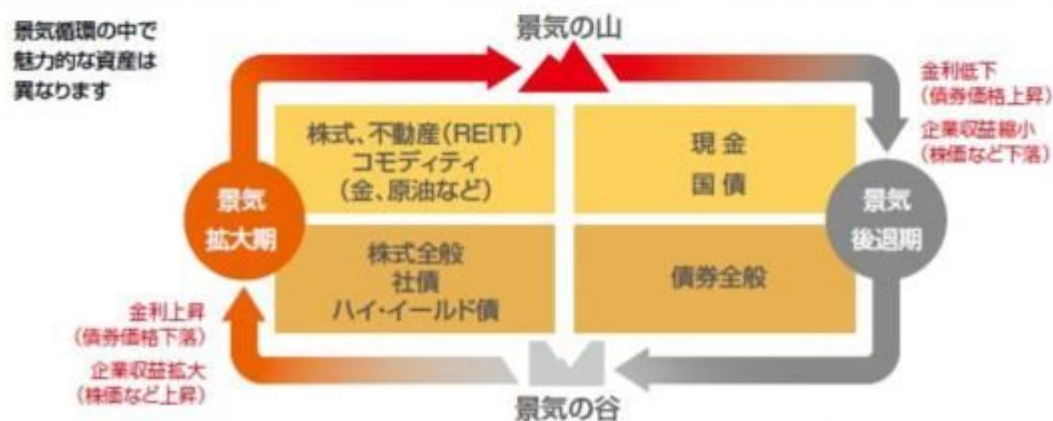 景気循環の中で
魅力的な資産は
異なります
景気の山
金利低下
(債券価格上昇)
企業収益縮小
(株価など下落)
株式、不動産(REIT)
コモディティ
(金、原油など)
現金
国債
景気
拡大期
景気
後退期
株式全般
社債
ハイ・イールド債
債券全般
金利上昇
(債券価格下落)
企業収益拡大
(株価など上昇)
景気の谷